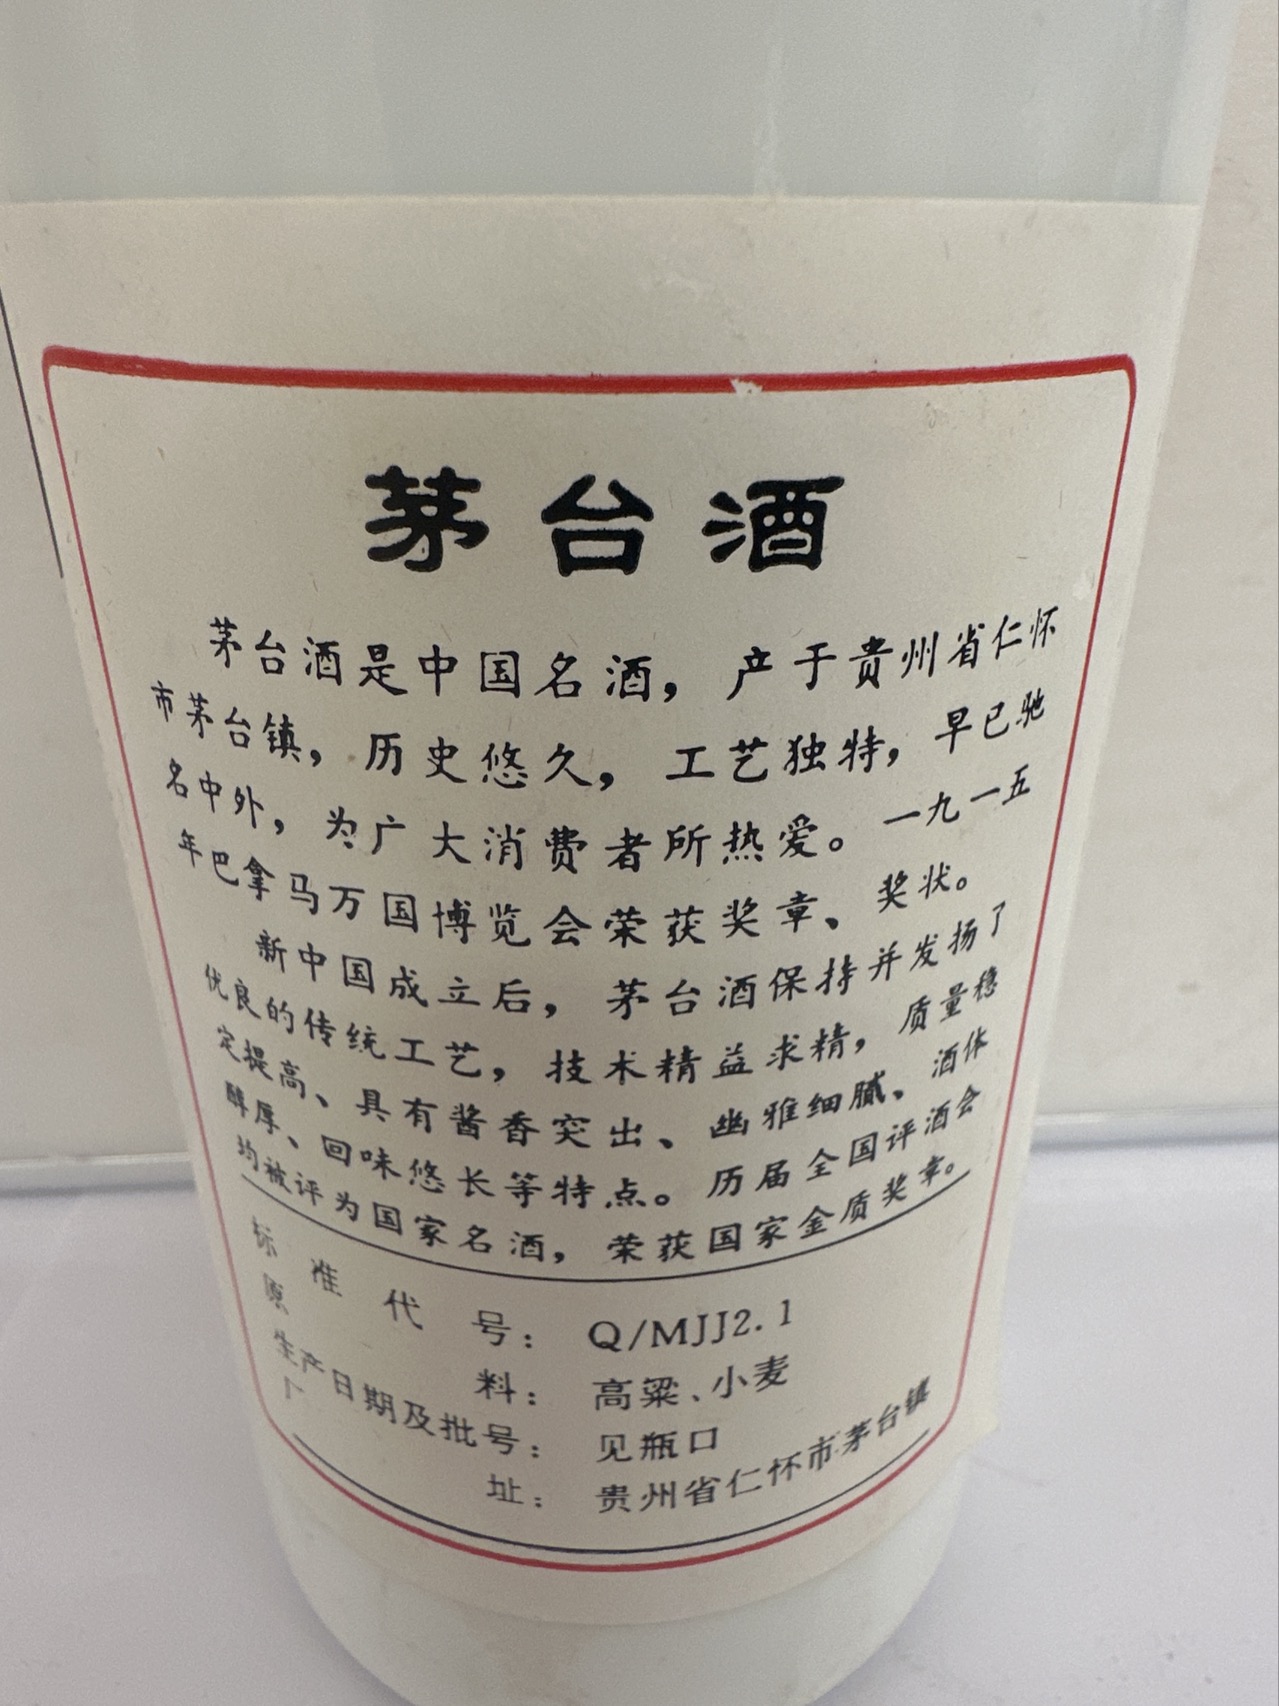 茅台酒
茅台酒是中国名酒，产于贵州省仁怀
市茅台镇，历史悠久，工艺独特，早已驰
名中外，为广大消费者所热爱。一九一五
年巴拿马万国博览会荣获奖章、奖状。
新中国成立后，茅台酒保持并发扬了
优良的传统工艺，技术精益求精，质量稳
定提高、具有酱香突出、幽雅细腻、酒体
醇厚、回味悠长等特点。历届全国评酒会
均被评为国家名酒，荣获国家金质奖章。
标准代号：Q/MJJ2.1
原料：高粱、小麦
生产日期及批号：见瓶口
厂址：贵州省仁怀市茅台镇